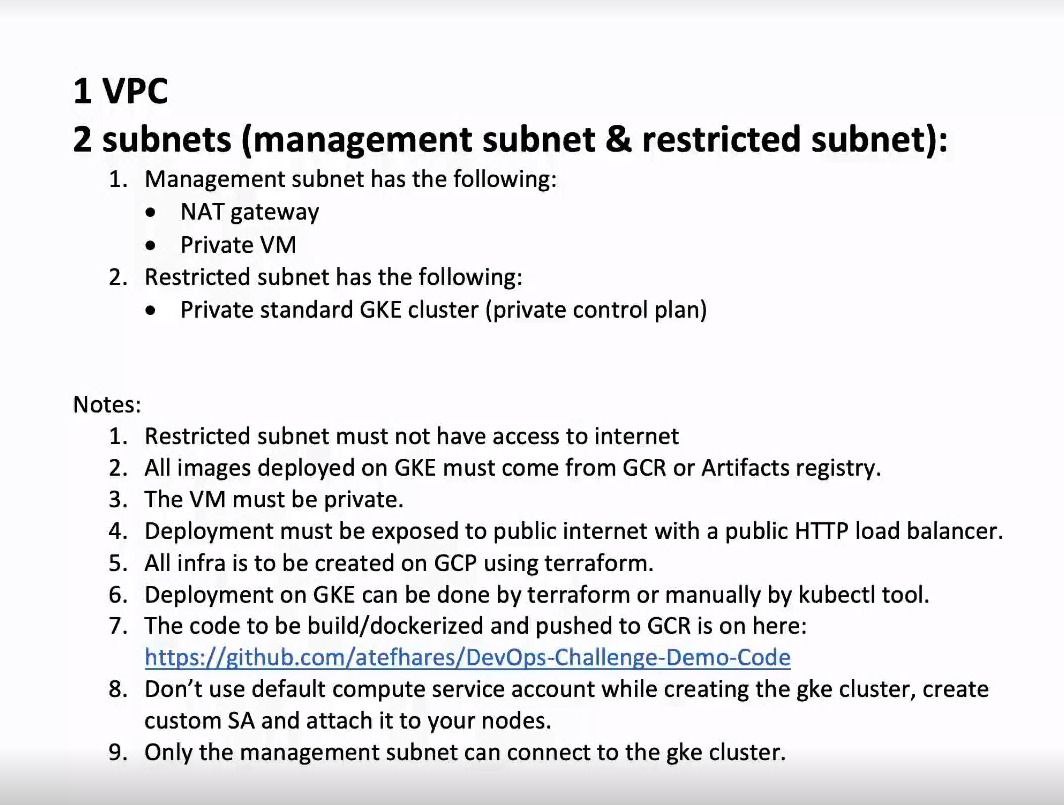 1 VPC
2 subnets (management subnet & restricted subnet):
1. Management subnet has the following:
• NAT gateway
• Private VM
2. Restricted subnet has the following:
• Private standard GKE cluster (private control plan)
Notes:
1. Restricted subnet must not have access to internet
2. All images deployed on GKE must come from GCR or Artifacts registry.
3. The VM must be private.
4. Deployment must be exposed to public internet with a public HTTP load balancer.
5. All infra is to be created on GCP using terraform.
6. Deployment on GKE can be done by terraform or manually by kubectl tool.
7. The code to be build/dockerized and pushed to GCR is on here:
https://github.com/atefhares/DevOps-Challenge-Demo-Code
8. Don’t use default compute service account while creating the gke cluster, create
custom SA and attach it to your nodes.
9. Only the management subnet can connect to the gke cluster.